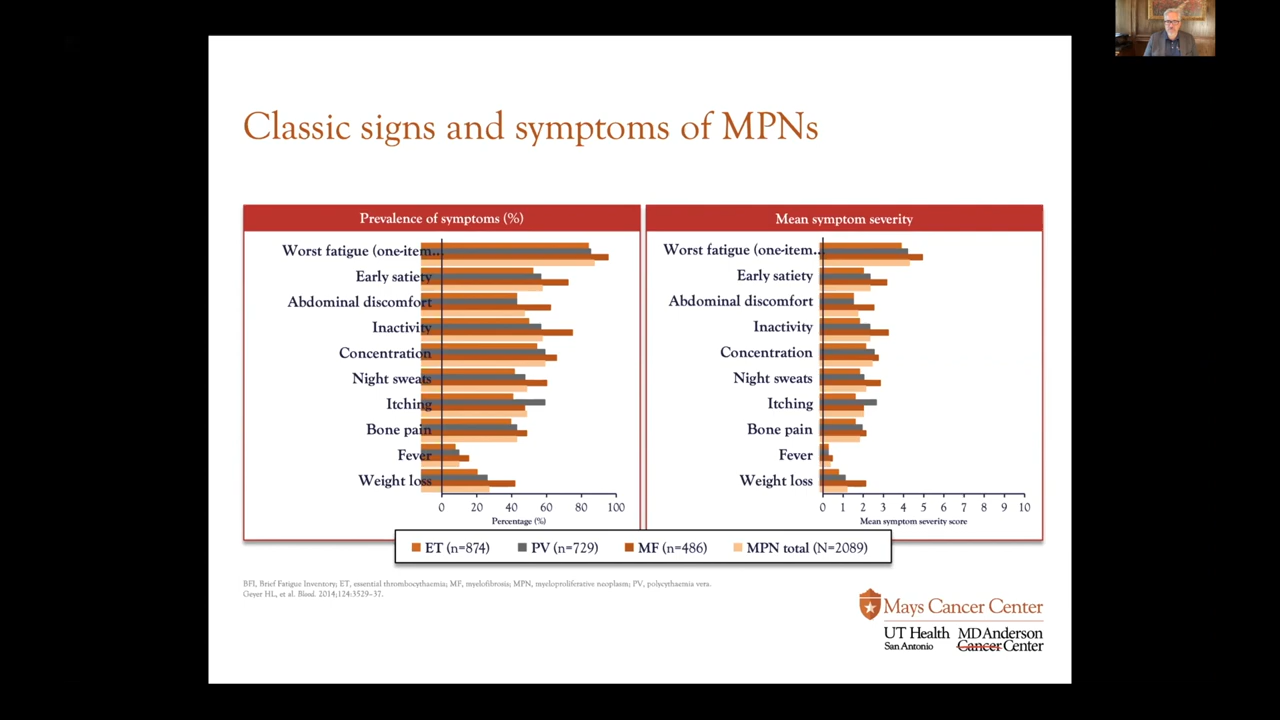 Classic signs and symptoms of MPNs
Prevalence of symptoms (%)
Worst fatigue (one-item...
Early satiety
Abdominal discomfort
Inactivity
Concentration
Night sweats
Itching
Bone pain
Fever
Weight loss
0 20 40 60 80 100
Percentage (%)
Mean symptom severity
Worst fatigue (one-item...
Early satiety
Abdominal discomfort
Inactivity
Concentration
Night sweats
Itching
Bone pain
Fever
Weight loss
0 1 2 3 4 5 6 7 8 9 10
Mean symptom severity score
ET (n=874) PV (n=729) MF (n=486) MPN total (N=2089)
BFI, Brief Fatigue Inventory; ET, essential thrombocythaemia; MF, myelofibrosis; MPN, myeloproliferative neoplasm; PV, polycythaemia vera.
Geyer HL, et al. Blood. 2014;124:3529–37.
Mays Cancer Center
UT Health
San Antonio
MDAnderson
Cancer Center